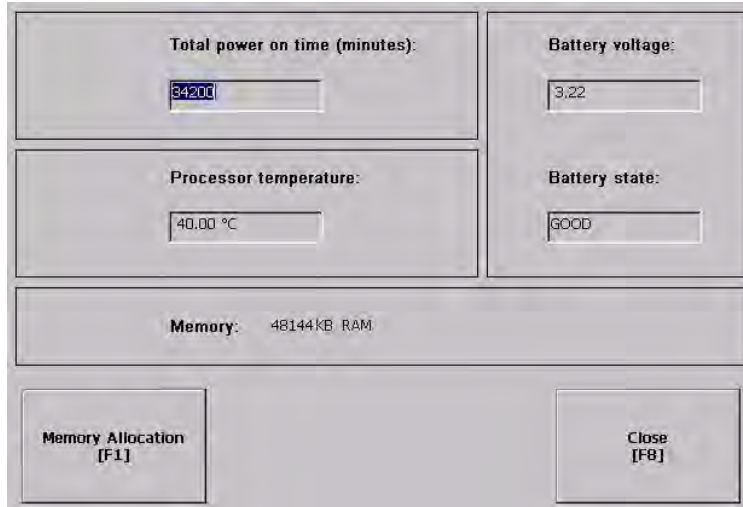 Total power on time (minutes):
34200
Battery voltage:
3.22
Processor temperature:
40.00 °C
Battery state:
GOOD
Memory: 48144KB RAM
Memory Allocation
[F1]
Close
[F8]